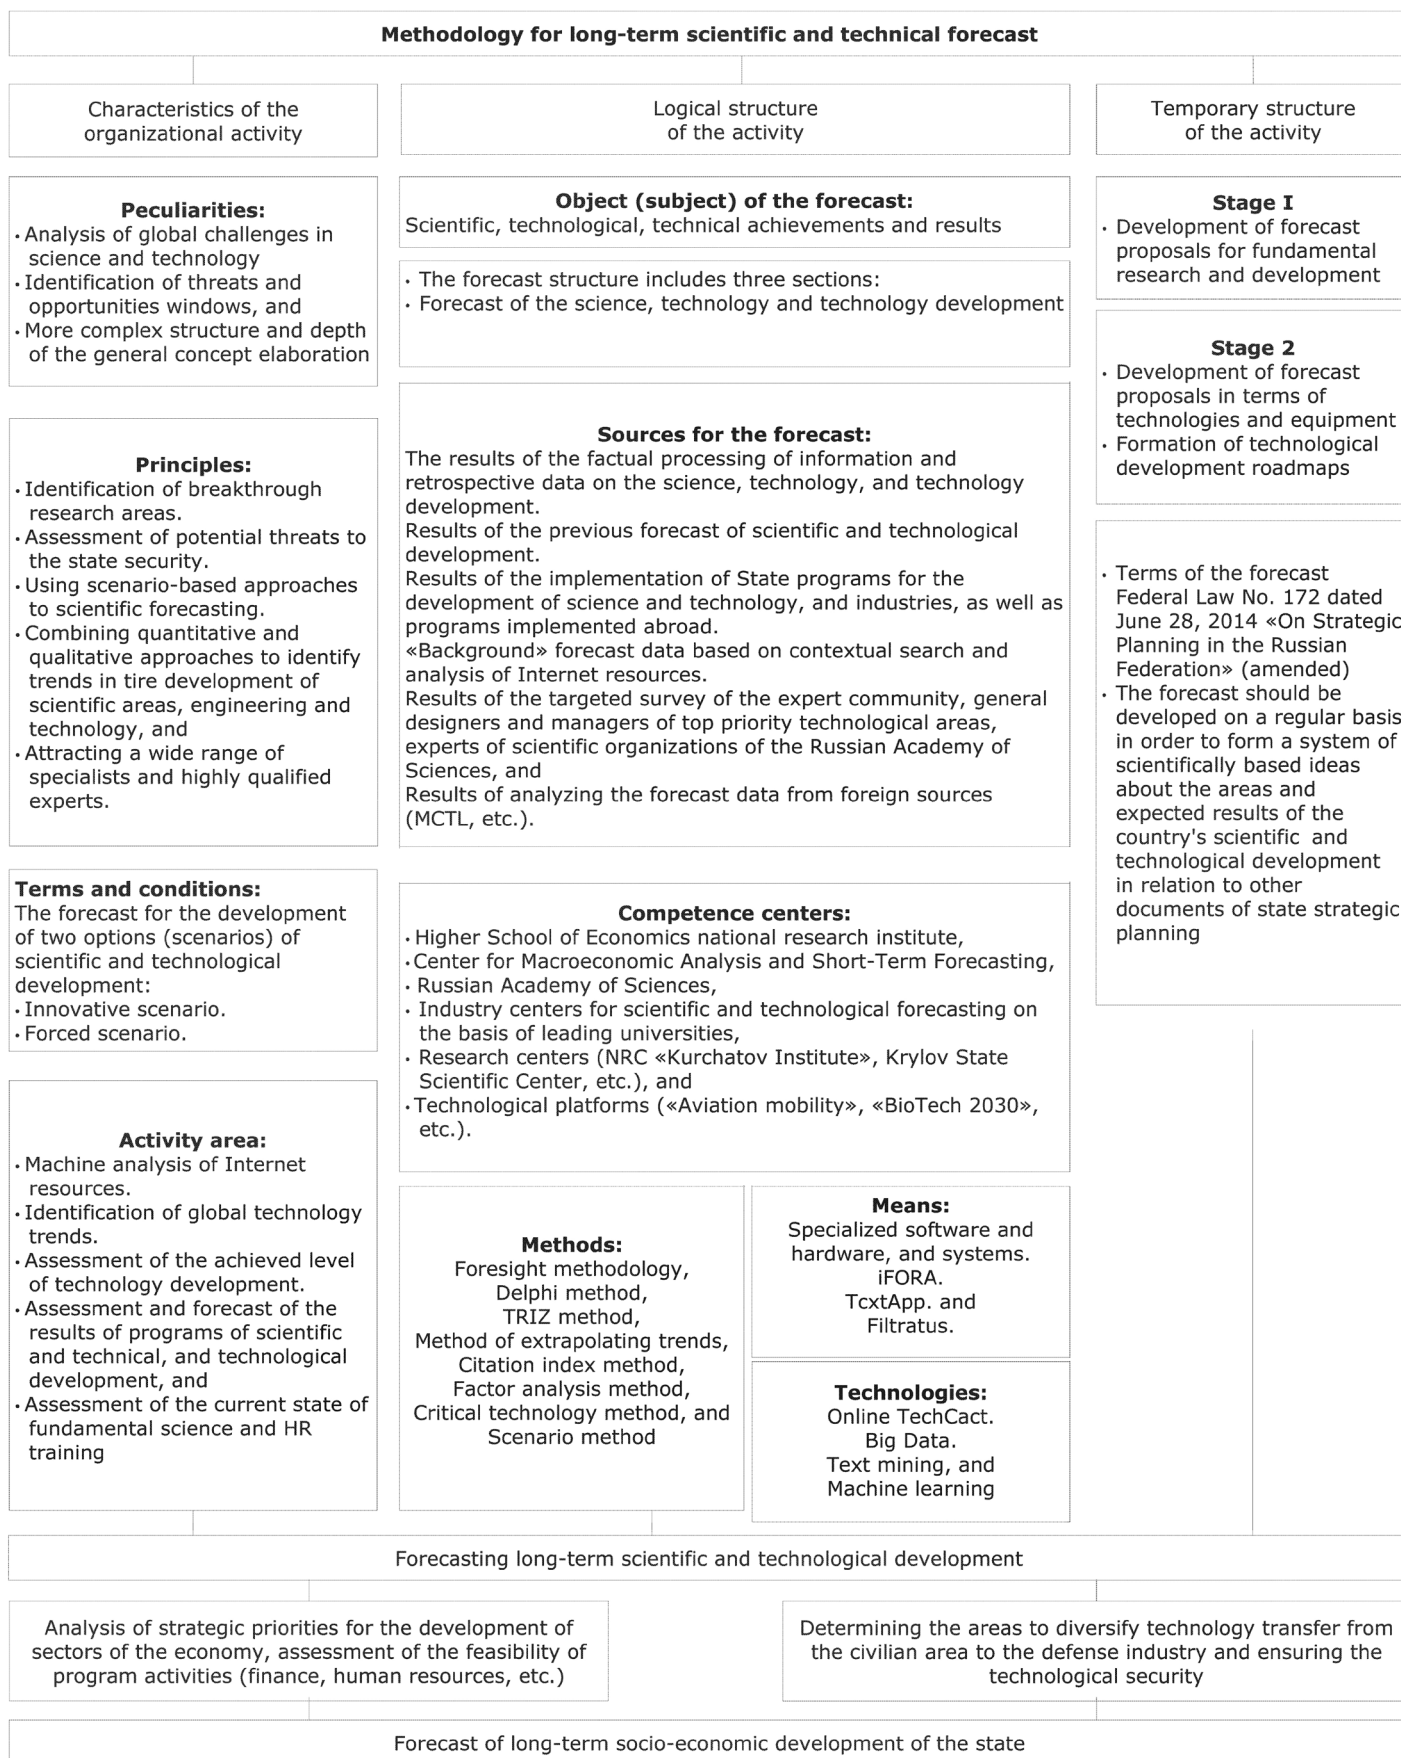 Methodology for long-term scientific and technical forecast
Characteristics of the
organizational activity
Logical structure
of the activity
Temporary structure
of the activity
Peculiarities:
· Analysis of global challenges in
science and technology
· Identification of threats and
opportunities windows, and
· More complex structure and depth
of the general concept elaboration
Principles:
· Identification of breakthrough
research areas.
· Assessment of potential threats to
the state security.
· Using scenario-based approaches
to scientific forecasting.
· Combining quantitative and
qualitative approaches to identify
trends in tire development of
scientific areas, engineering and
technology, and
· Attracting a wide range of
specialists and highly qualified
experts.
Terms and conditions:
The forecast for the development
of two options (scenarios) of
scientific and technological
development:
· Innovative scenario.
· Forced scenario.
Activity area:
· Machine analysis of Internet
resources.
· Identification of global technology
trends.
· Assessment of the achieved level
of technology development.
· Assessment and forecast of the
results of programs of scientific
and technical, and technological
development, and
· Assessment of the current state of
fundamental science and HR
training
Object (subject) of the forecast:
Scientific, technological, technical achievements and results
· The forecast structure includes three sections:
· Forecast of the science, technology and technology development
Sources for the forecast:
The results of the factual processing of information and
retrospective data on the science, technology, and technology
development.
Results of the previous forecast of scientific and technological
development.
Results of the implementation of State programs for the
development of science and technology, and industries, as well as
programs implemented abroad.
«Background» forecast data based on contextual search and
analysis of Internet resources.
Results of the targeted survey of the expert community, general
designers and managers of top priority technological areas,
experts of scientific organizations of the Russian Academy of
Sciences, and
Results of analyzing the forecast data from foreign sources
(MCTL, etc.).
Competence centers:
· Higher School of Economics national research institute,
· Center for Macroeconomic Analysis and Short-Term Forecasting,
· Russian Academy of Sciences,
· Industry centers for scientific and technological forecasting on
the basis of leading universities,
· Research centers (NRC «Kurchatov Institute», Krylov State
Scientific Center, etc.), and
· Technological platforms («Aviation mobility», «BioTech 2030»,
etc.).
Methods:
Foresight methodology,
Delphi method,
TRIZ method,
Method of extrapolating trends,
Citation index method,
Factor analysis method,
Critical technology method, and
Scenario method
Means:
Specialized software and
hardware, and systems.
iFORA.
TcxtApp. and
Filtratus.
Technologies:
Online TechCact.
Big Data.
Text mining, and
Machine learning
Stage I
· Development of forecast
proposals for fundamental
research and development
Stage 2
· Development of forecast
proposals in terms of
technologies and equipment
· Formation of technological
development roadmaps
· Terms of the forecast
Federal Law No. 172 dated
June 28, 2014 «On Strategic
Planning in the Russian
Federation» (amended)
· The forecast should be
developed on a regular basis
in order to form a system of
scientifically based ideas
about the areas and
expected results of the
country's scientific and
technological development
in relation to other
documents of state strategic
planning
Forecasting long-term scientific and technological development
Analysis of strategic priorities for the development of
sectors of the economy, assessment of the feasibility of
program activities (finance, human resources, etc.)
Determining the areas to diversify technology transfer from
the civilian area to the defense industry and ensuring the
technological security
Forecast of long-term socio-economic development of the state